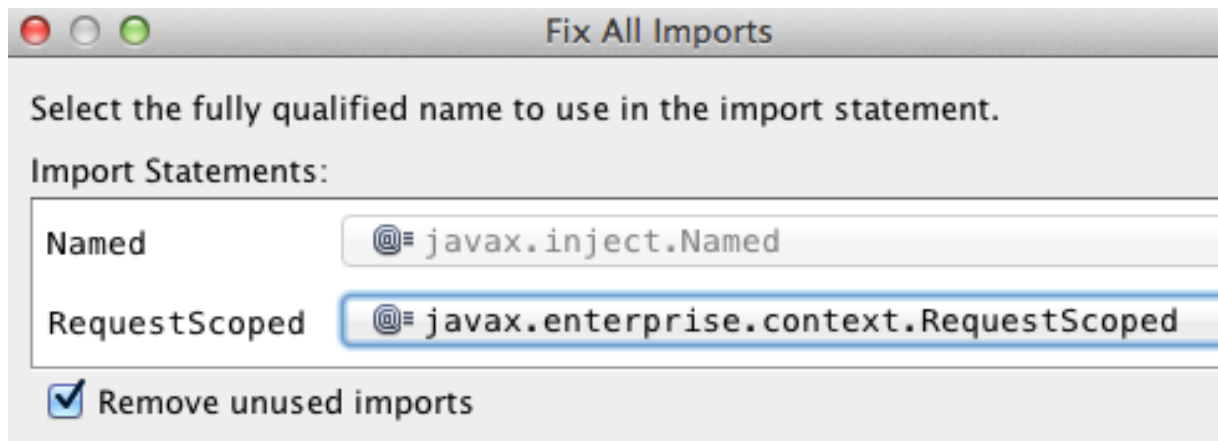 Fix All Imports
Select the fully qualified name to use in the import statement.
Import Statements:
Named javax.inject.Named
RequestScoped javax.enterprise.context.RequestScoped
Remove unused imports